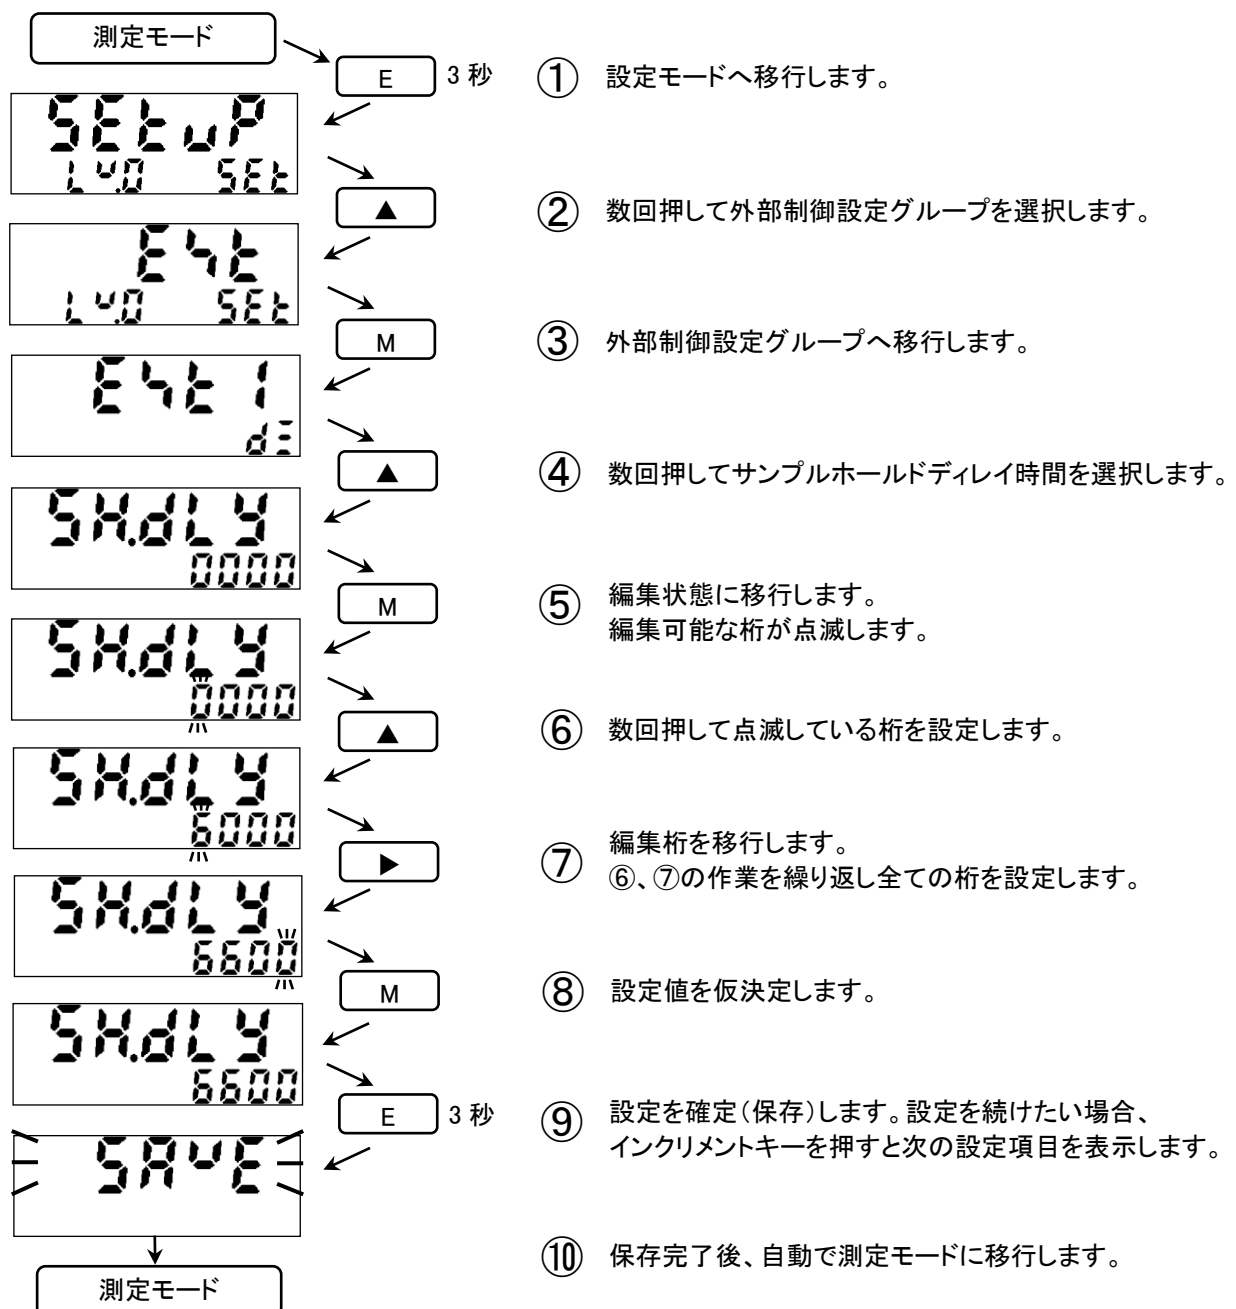 測定モード
E 3 秒 ① 設定モードへ移行します。
SEtuP
Lv.0 SEt
▲ ② 数回押して外部制御設定グループを選択します。
Lv.0 SEt
M ③ 外部制御設定グループへ移行します。
▲ ④ 数回押してサンプルホールドディレイ時間を選択します。
SH.dLY
0000
M ⑤ 編集状態に移行します。
編集可能な桁が点滅します。
SH.dLY
0000
▲ ⑥ 数回押して点滅している桁を設定します。
SH.dLY
6000
▶ ⑦ 編集桁を移行します。
⑥、⑦の作業を繰り返し全ての桁を設定します。
SH.dLY
6600
M ⑧ 設定値を仮決定します。
SH.dLY
6600
E 3 秒 ⑨ 設定を確定(保存)します。設定を続けたい場合、
インクリメントキーを押すと次の設定項目を表示します。
SAvE
⑩ 保存完了後、自動で測定モードに移行します。
測定モード